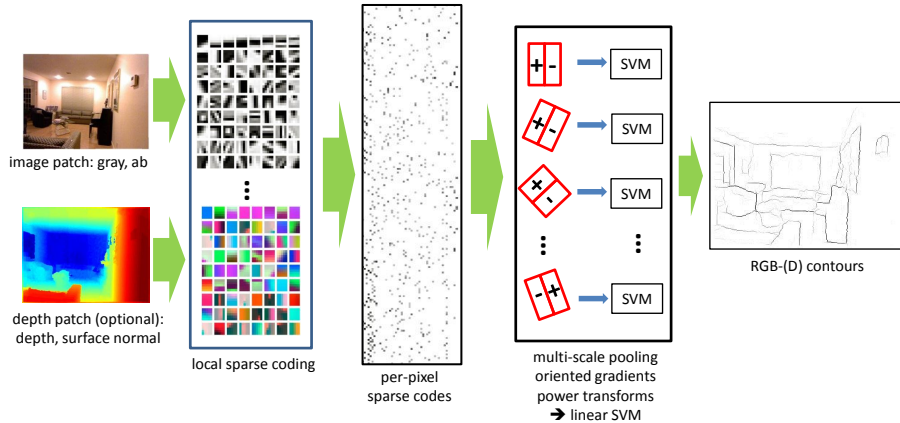 image patch: gray, ab
depth patch (optional):
depth, surface normal
local sparse coding
per-pixel
sparse codes
+ - SVM
+ - SVM
+ - SVM
- + SVM
multi-scale pooling
oriented gradients
power transforms
➔ linear SVM
RGB-(D) contours